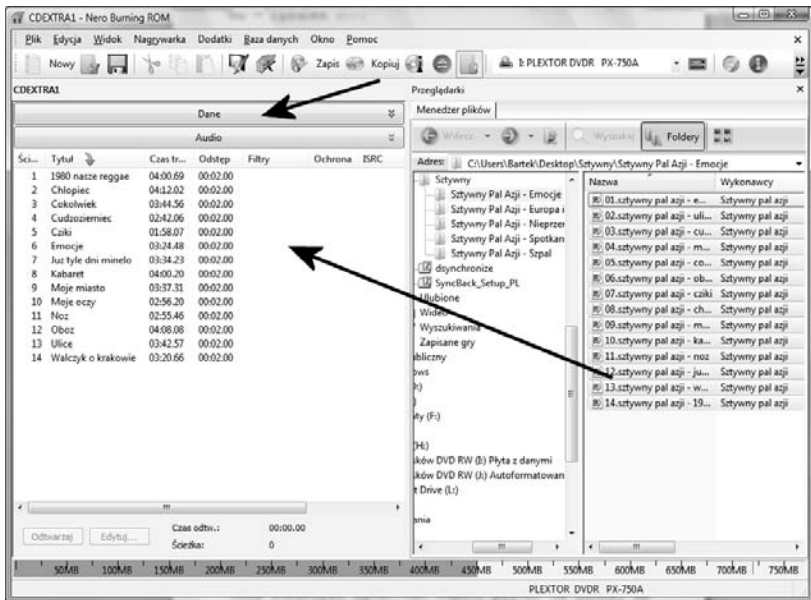 CDEXTRA1 - Nero Burning ROM
Plik Edycja Widok Nagrywarka Dodatki Baza danych Okno Pomoc
Nowy Zapis Kopiuj I: PLEXTOR DVDR PX-750A
CDEXTRA1
Dane
Audio
Ści... Tytuł Czas tr... Odstęp Filtry Ochrona ISRC
1 1980 nasze reggae 04:00.69 00:02.00
2 Chlopiec 04:12.02 00:02.00
3 Cokolwiek 03:44.56 00:02.00
4 Cudzoziemiec 02:42.06 00:02.00
5 Cziki 01:58.07 00:02.00
6 Emocje 03:24.48 00:02.00
7 Juz tyle dni minelo 03:34.23 00:02.00
8 Kabaret 04:00.20 00:02.00
9 Moje miasto 03:37.31 00:02.00
10 Moje oczy 02:56.20 00:02.00
11 Noz 02:55.46 00:02.00
12 Oboz 04:08.08 00:02.00
13 Ulice 03:42.57 00:02.00
14 Walczyk o krakowie 03:20.66 00:02.00
Odtwarzaj Edytuj...
Czas odtw.: 00:00.00
Ścieżka: 0
Przeglądarki
Menedżer plików
Wstecz Wyszukaj Foldery
Adres: C:\Users\Bartek\Desktop\Sztywny\Sztywny Pal Azji - Emocje
Sztywny
Sztywny Pal Azji - Emocje
Sztywny Pal Azji - Europa i
Sztywny Pal Azji - Nieprzer
Sztywny Pal Azji - Spotkan
Sztywny Pal Azji - Szpal
dsynchronize
SyncBack_Setup_PL
Ulubione
Wideo
Wyszukiwania
Zapisane gry
ubliczny
ows
)
aty (F:)
(H:)
sków DVD RW (I:) Płyta z danymi
sków DVD RW (J:) Autoformatowan
t Drive (L:)
ania
Nazwa Wykonawcy
01.sztywny pal azji - e... Sztywny pal azji
02.sztywny pal azji - uli... Sztywny pal azji
03.sztywny pal azji - cu... Sztywny pal azji
04.sztywny pal azji - m... Sztywny pal azji
05.sztywny pal azji - co... Sztywny pal azji
06.sztywny pal azji - ob... Sztywny pal azji
07.sztywny pal azji - cziki Sztywny pal azji
08.sztywny pal azji - ch... Sztywny pal azji
09.sztywny pal azji - m... Sztywny pal azji
10.sztywny pal azji - ka... Sztywny pal azji
11.sztywny pal azji - noz Sztywny pal azji
12.sztywny pal azji - ju... Sztywny pal azji
13.sztywny pal azji - w... Sztywny pal azji
14.sztywny pal azji - 19... Sztywny pal azji
50MB 100MB 150MB 200MB 250MB 300MB 350MB 400MB 450MB 500MB 550MB 600MB 650MB 700MB 750MB
PLEXTOR DVDR PX-750A